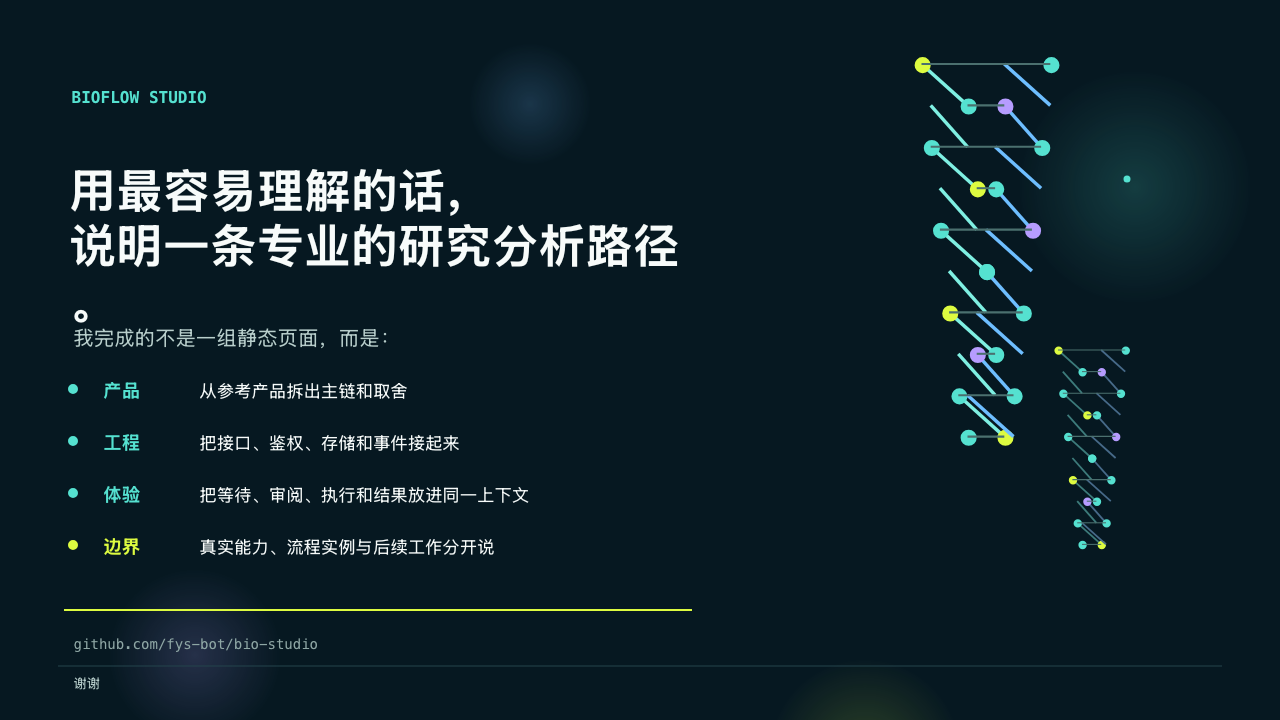 BIOFLOW STUDIO
用最容易理解的话,
说明一条专业的研究分析路径
。
我完成的不是一组静态页面，而是：
产品 从参考产品拆出主链和取舍
工程 把接口、鉴权、存储和事件接起来
体验 把等待、审阅、执行和结果放进同一上下文
边界 真实能力、流程实例与后续工作分开说
github.com/fys-bot/bio-studio
谢谢